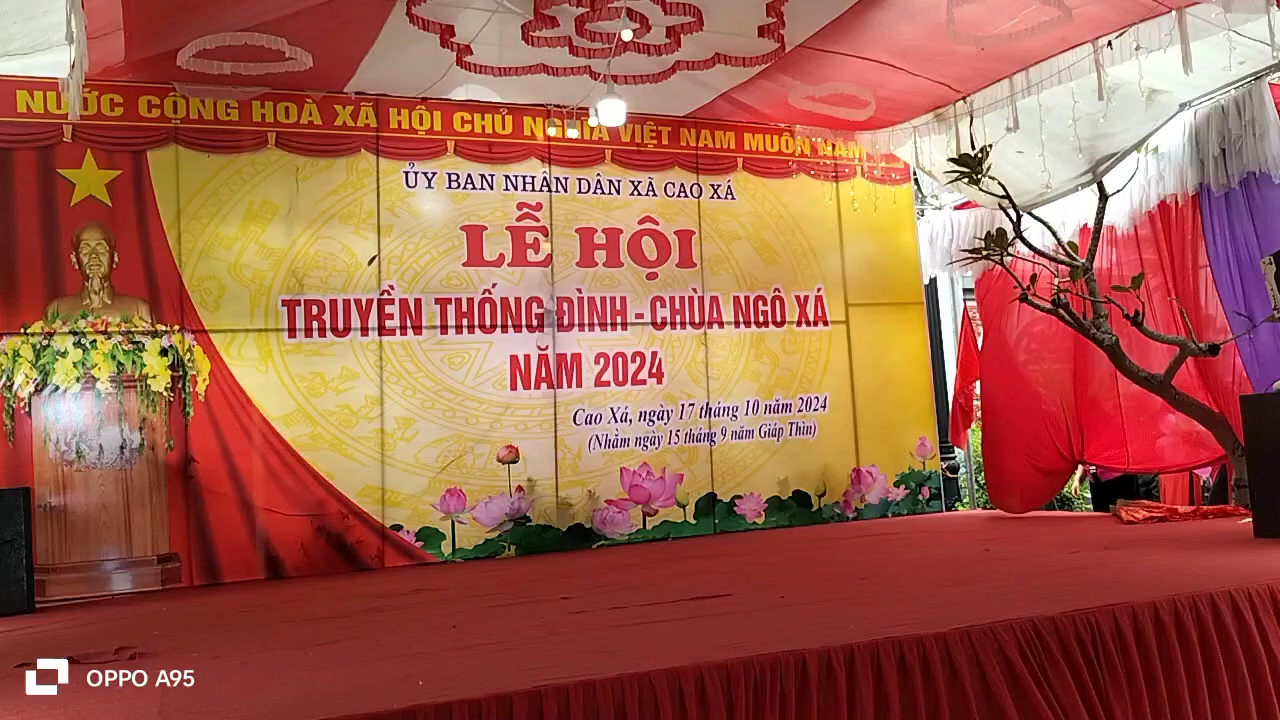 NƯỚC CỘNG HOÀ XÃ HỘI CHỦ NGHĨA VIỆT NAM MUÔN NĂM
ỦY BAN NHÂN DÂN XÃ CAO XÁ
LỄ HỘI
TRUYỀN THỐNG ĐÌNH - CHÙA NGÔ XÁ
NĂM 2024
Cao Xá, ngày 17 tháng 10 năm 2024
(Nhằm ngày 15 tháng 9 năm Giáp Thìn)
OPPO A95